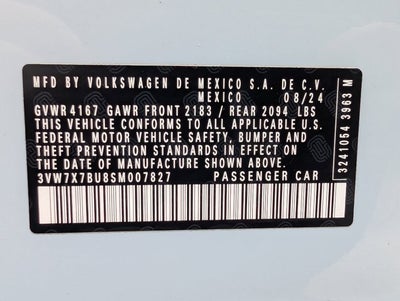 MFD BY VOLKSWAGEN DE MEXICO S.A. DE C.V.
MEXICO 08/24
GVWR4167 GAWR FRONT 2183 / REAR 2094 LBS
THIS VEHICLE CONFORMS TO ALL APPLICABLE U.S.
FEDERAL MOTOR VEHICLE SAFETY, BUMPER AND
THEFT PREVENTION STANDARDS IN EFFECT ON
THE DATE OF MANUFACTURE SHOWN ABOVE.
3VW7X7BU8SM007827 PASSENGER CAR
3241054 3963 M